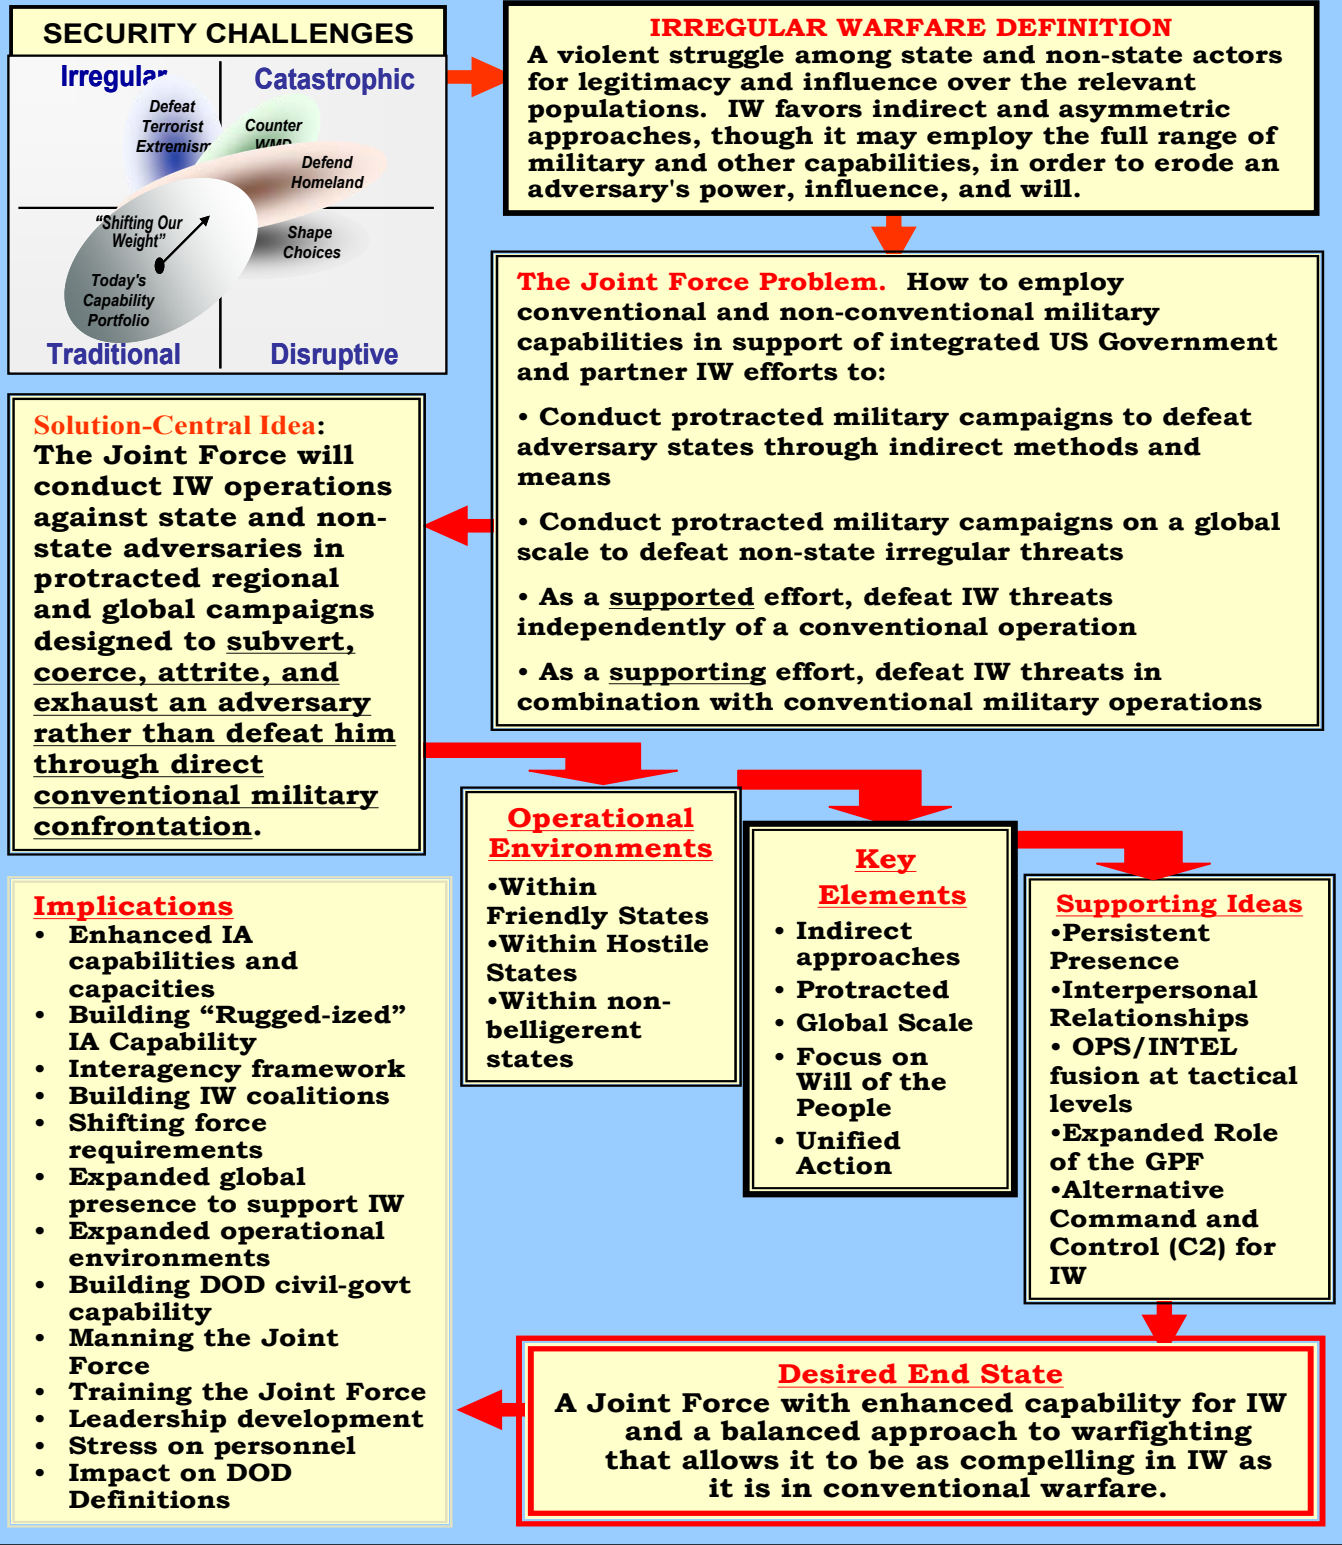 SECURITY CHALLENGES
Irregular
Catastrophic
Defeat
Terrorist
Extremism
Counter
WMD
Defend
Homeland
"Shifting Our
Weight"
Shape
Choices
Today's
Capability
Portfolio
Traditional
Disruptive
IRREGULAR WARFARE DEFINITION
A violent struggle among state and non-state actors
for legitimacy and influence over the relevant
populations.  IW favors indirect and asymmetric
approaches, though it may employ the full range of
military and other capabilities, in order to erode an
adversary's power, influence, and will.
The Joint Force Problem.  How to employ
conventional and non-conventional military
capabilities in support of integrated US Government
and partner IW efforts to:
• Conduct protracted military campaigns to defeat
adversary states through indirect methods and
means
• Conduct protracted military campaigns on a global
scale to defeat non-state irregular threats
• As a supported effort, defeat IW threats
independently of a conventional operation
• As a supporting effort, defeat IW threats in
combination with conventional military operations
Solution-Central Idea:
The Joint Force will
conduct IW operations
against state and non-
state adversaries in
protracted regional
and global campaigns
designed to subvert,
coerce, attrite, and
exhaust an adversary
rather than defeat him
through direct
conventional military
confrontation.
Operational
Environments
•Within
Friendly States
•Within Hostile
States
•Within non-
belligerent
states
Key
Elements
• Indirect
approaches
• Protracted
• Global Scale
• Focus on
Will of the
People
• Unified
Action
Supporting Ideas
•Persistent
Presence
•Interpersonal
Relationships
• OPS/INTEL
fusion at tactical
levels
•Expanded Role
of the GPF
•Alternative
Command and
Control (C2) for
IW
Desired End State
A Joint Force with enhanced capability for IW
and a balanced approach to warfighting
that allows it to be as compelling in IW as
it is in conventional warfare.
Implications
• Enhanced IA
capabilities and
capacities
• Building “Rugged-ized”
IA Capability
• Interagency framework
• Building IW coalitions
• Shifting force
requirements
• Expanded global
presence to support IW
• Expanded operational
environments
• Building DOD civil-govt
capability
• Manning the Joint
Force
• Training the Joint Force
• Leadership development
• Stress on personnel
• Impact on DOD
Definitions